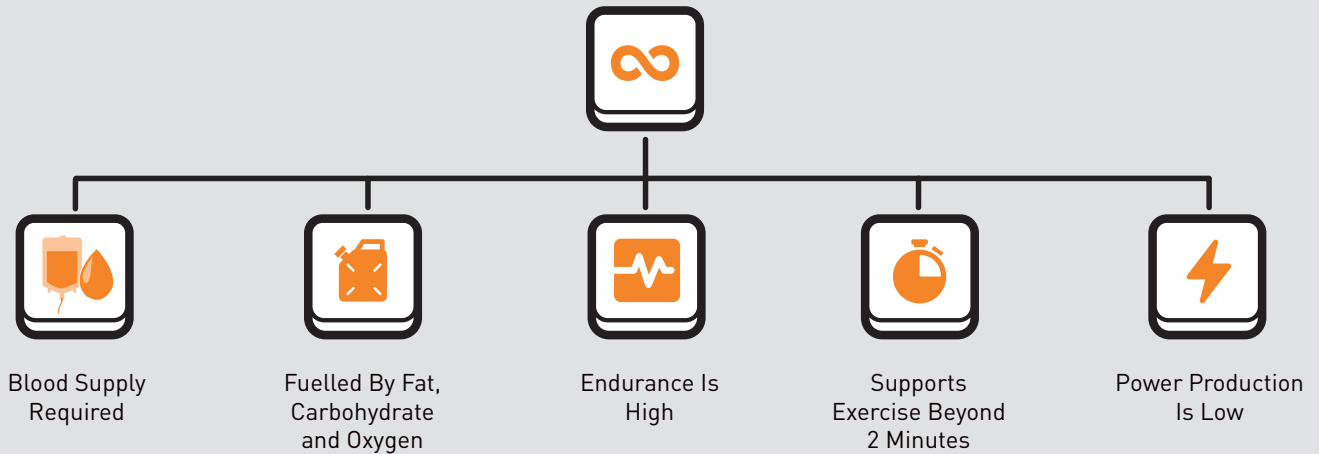 Blood Supply
Required
Fuelled By Fat,
Carbohydrate
and Oxygen
Endurance Is
High
Supports
Exercise Beyond
2 Minutes
Power Production
Is Low